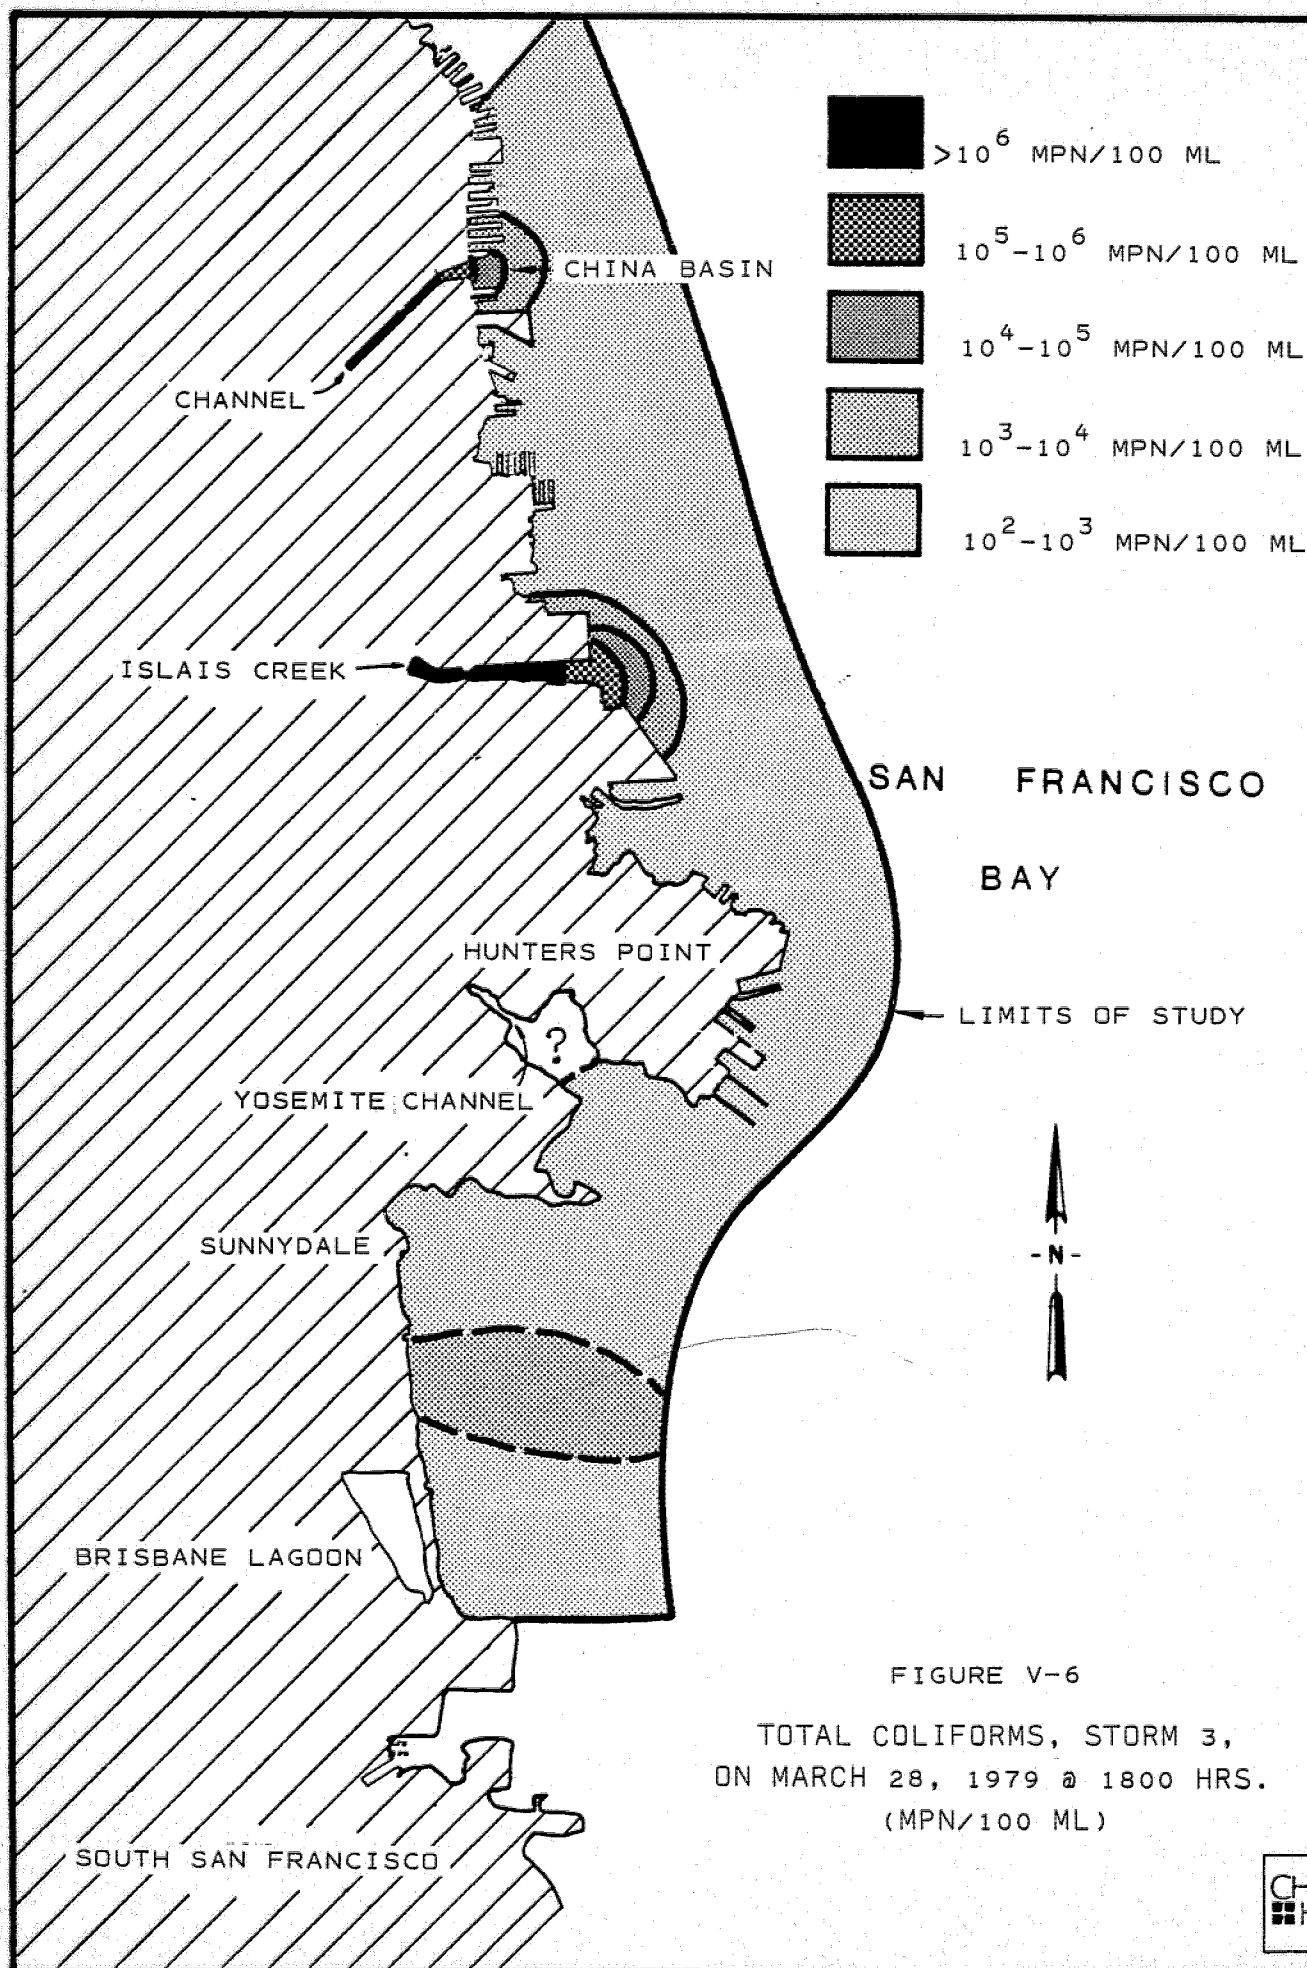 >10^6 MPN/100 ML
10^5-10^6 MPN/100 ML
CHINA BASIN
10^4-10^5 MPN/100 ML
CHANNEL
10^3-10^4 MPN/100 ML
10^2-10^3 MPN/100 ML
ISLAIS CREEK
SAN FRANCISCO
BAY
HUNTERS POINT
LIMITS OF STUDY
?
YOSEMITE CHANNEL
SUNNYDALE
-N-
BRISBANE LAGOON
FIGURE V-6
TOTAL COLIFORMS, STORM 3,
ON MARCH 28, 1979 @ 1800 HRS.
(MPN/100 ML)
SOUTH SAN FRANCISCO
CH
H